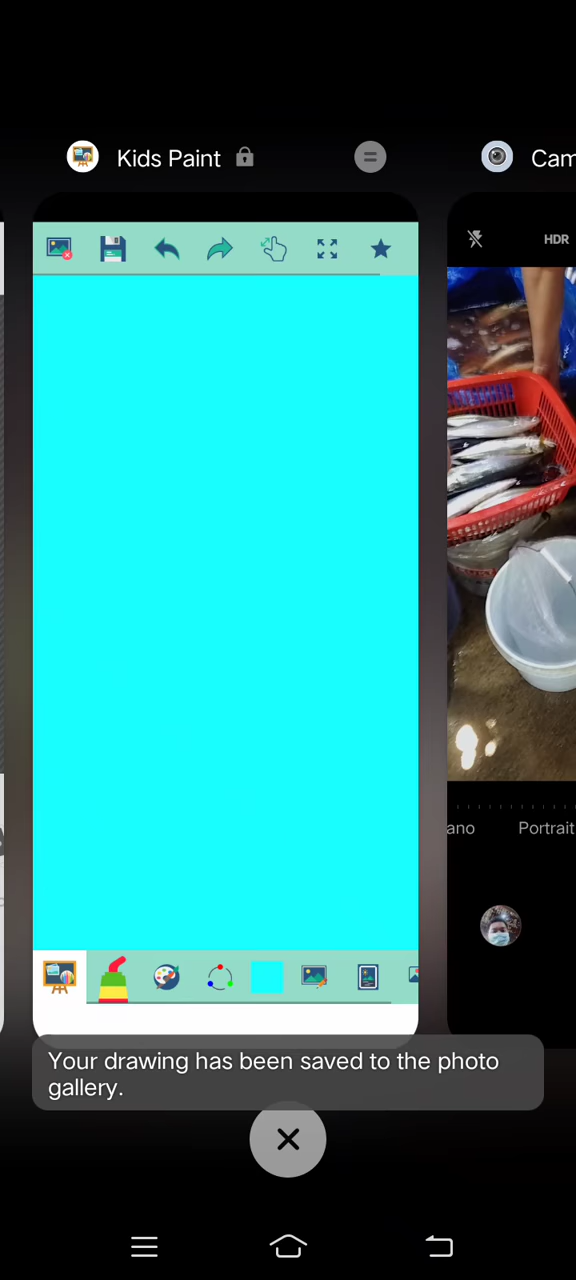 Kids Paint
Cam
HDR
ano
Portrait
Your drawing has been saved to the photo
gallery.